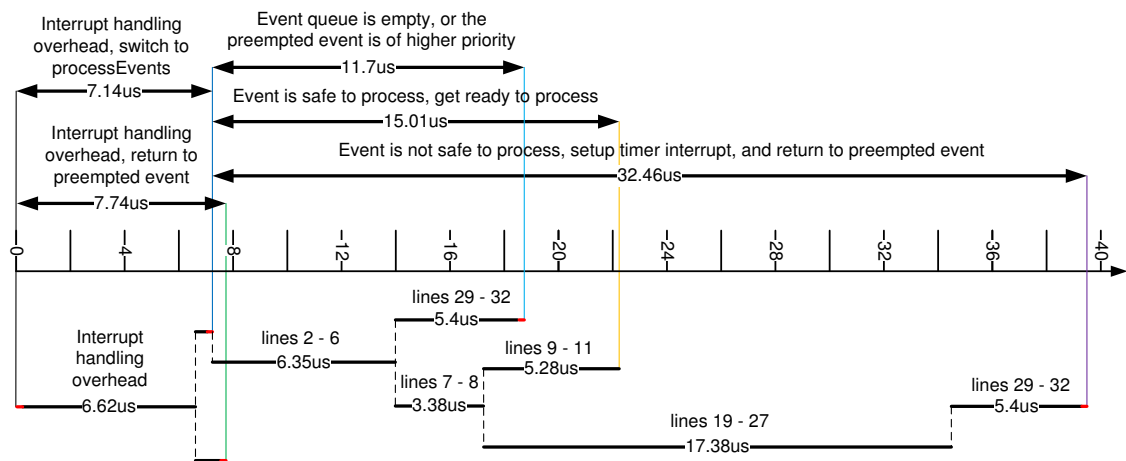 Interrupt handling
overhead, switch to
processEvents
7.14us
Event queue is empty, or the
preempted event is of higher priority
11.7us
Event is safe to process, get ready to process
15.01us
Interrupt handling
overhead, return to
preempted event
7.74us
Event is not safe to process, setup timer interrupt, and return to preempted event
32.46us
0 4 8 12 16 20 24 28 32 36 40
Interrupt
handling
overhead
6.62us
lines 2 - 6
6.35us
lines 29 - 32
5.4us
lines 7 - 8
3.38us
lines 9 - 11
5.28us
lines 19 - 27
17.38us
lines 29 - 32
5.4us